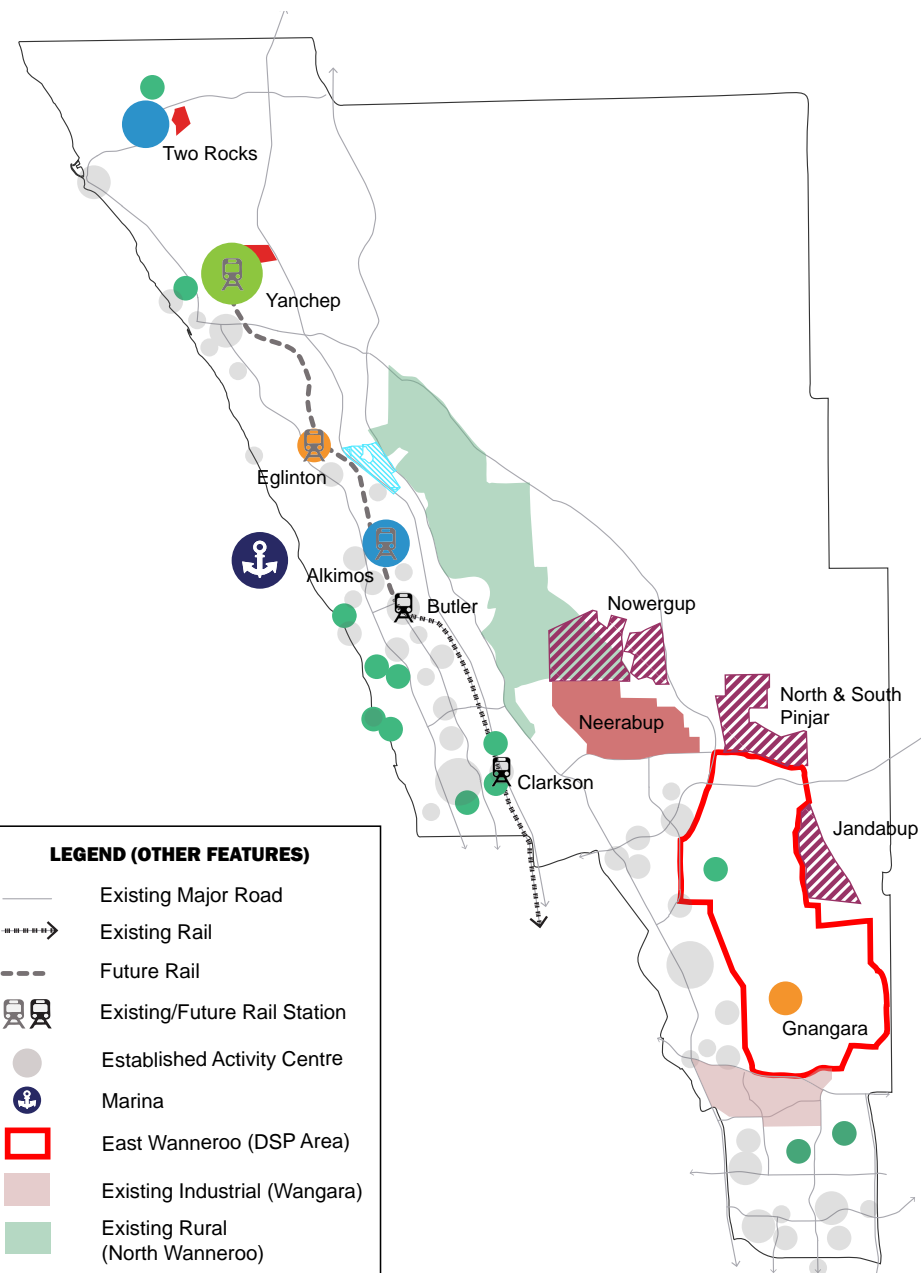 Two Rocks
Yanchep
Eglinton
Alkimos
Butler
Nowergup
North & South
Pinjar
Neerabup
Clarkson
Jandabup
Gnangara
LEGEND (OTHER FEATURES)
Existing Major Road
Existing Rail
Future Rail
Existing/Future Rail Station
Established Activity Centre
Marina
East Wanneroo (DSP Area)
Existing Industrial (Wangara)
Existing Rural
(North Wanneroo)